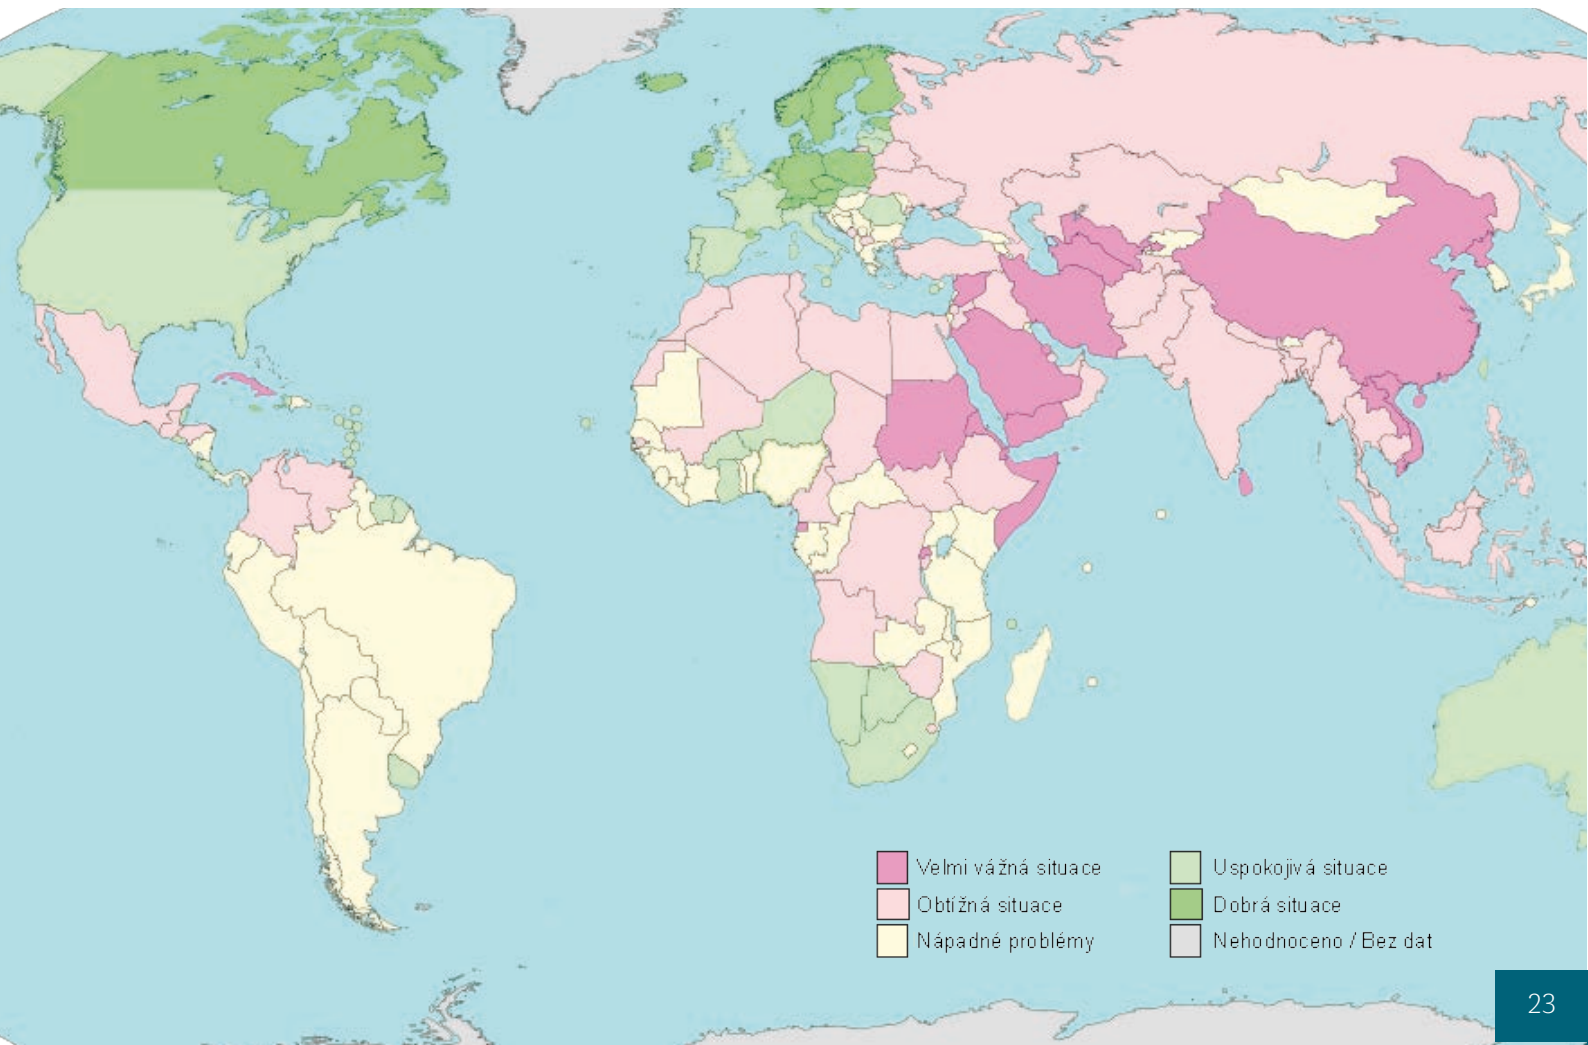 Velmi vážná situace
Obtížná situace
Nápadné problémy
Uspokojivá situace
Dobrá situace
Nehodnoceno / Bez dat
23